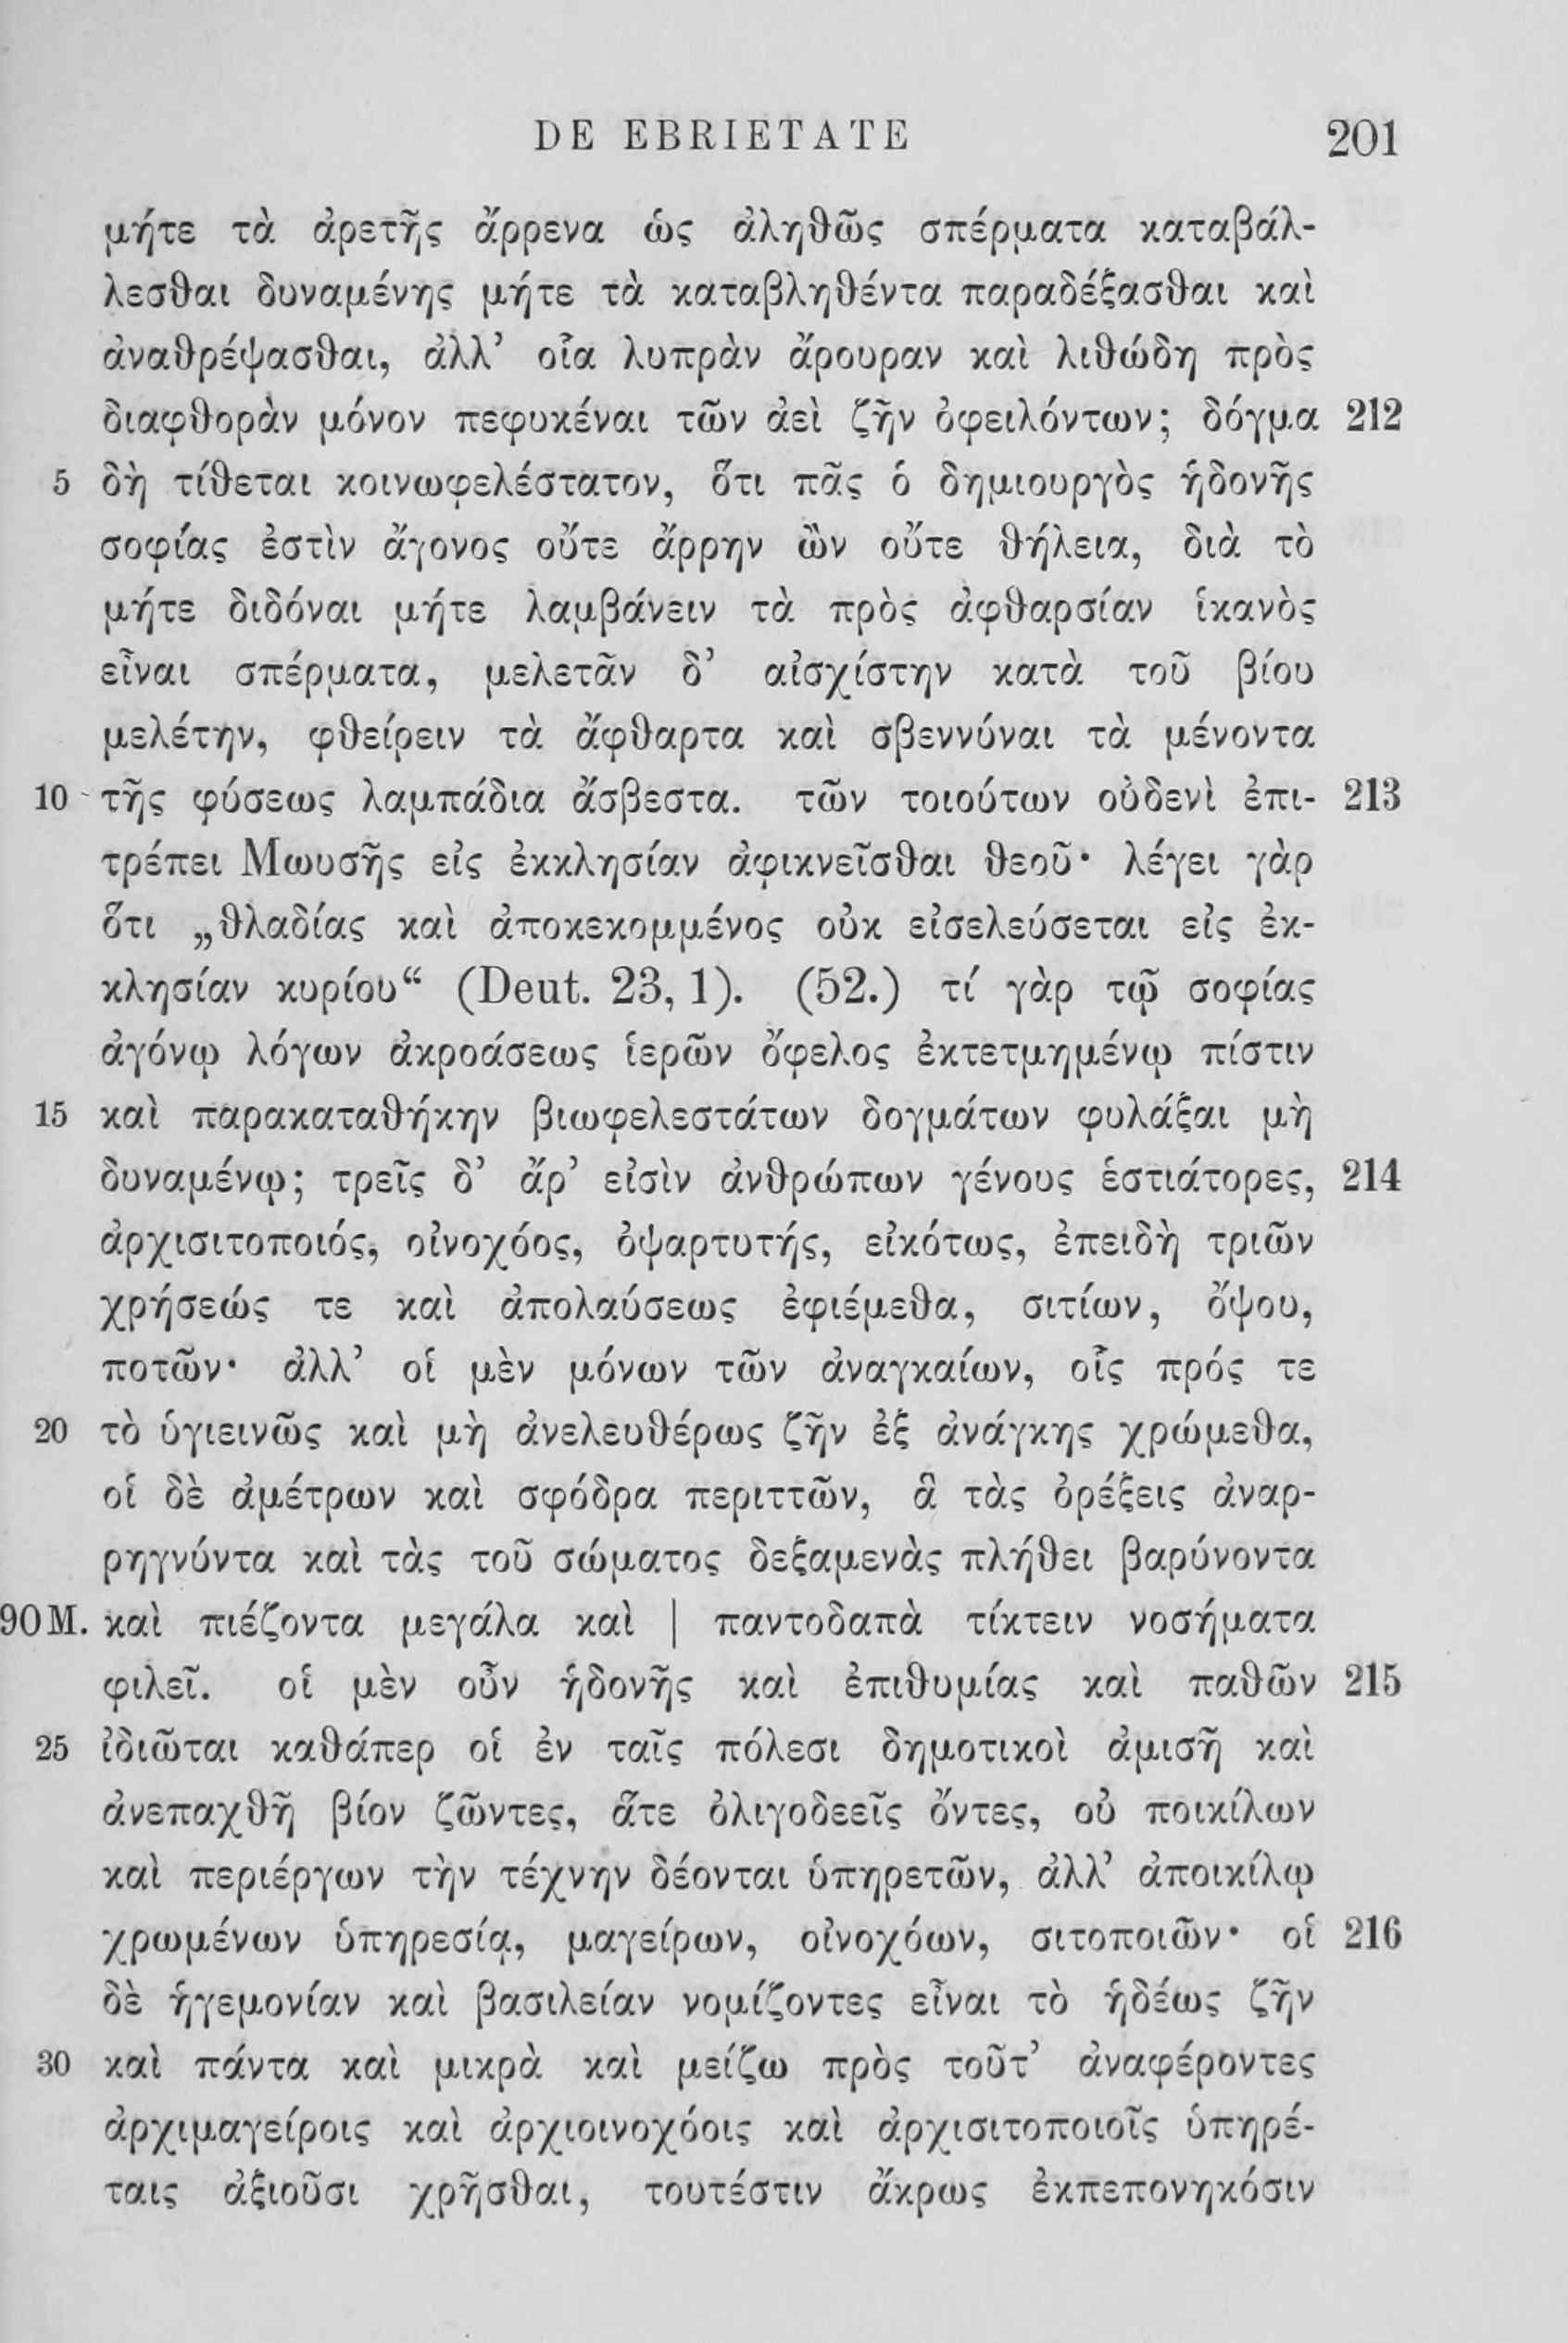 DE EBRIETATE 201
μήτε τὰ ἀρετῆς ἄρρενα ὡς ἀληθῶς σπέρματα καταβάλ-
λεσθαι δυναμένης μήτε τὰ καταβληθέντα παραδέξασθαι καὶ
ἀναθρέψασθαι, ἀλλ’ οἷα λυπρὰν ἄρουραν καὶ λιθώδη πρὸς
διαφθορὰν μόνον πεφυκέναι τῶν ἀεὶ ζῆν ὀφειλόντων; δόγμα 212
5 δὴ τίθεται κοινωφελέστατον, ὅτι πᾶς ὁ δημιουργὸς ἡδονῆς
σοφίας ἐστὶν ἄγονος οὔτε ἄρρην ὢν οὔτε θήλεια, διὰ τὸ
μήτε διδόναι μήτε λαμβάνειν τὰ πρὸς ἀφθαρσίαν ἱκανὸς
εἶναι σπέρματα, μελετᾶν δ’ αἰσχίστην κατὰ τοῦ βίου
μελέτην, φθείρειν τὰ ἄφθαρτα καὶ σβεννύναι τὰ μένοντα
10 τῆς φύσεως λαμπάδια ἄσβεστα. τῶν τοιούτων οὐδενὶ ἐπι- 213
τρέπει Μωυσῆς εἰς ἐκκλησίαν ἀφικνεῖσθαι θεοῦ· λέγει γὰρ
ὅτι „θλαδίας καὶ ἀποκεκομμένος οὐκ εἰσελεύσεται εἰς ἐκ-
κλησίαν κυρίου“ (Deut. 23, 1). (52.) τί γὰρ τῷ σοφίας
ἀγόνῳ λόγων ἀκροάσεως ἱερῶν ὄφελος ἐκτετμημένῳ πίστιν
15 καὶ παρακαταθήκην βιωφελεστάτων δογμάτων φυλάξαι μὴ
δυναμένῳ; τρεῖς δ’ ἄρ’ εἰσὶν ἀνθρώπων γένους ἑστιάτορες, 214
ἀρχισιτοποιός, οἰνοχόος, ὀψαρτυτής, εἰκότως, ἐπειδὴ τριῶν
χρήσεώς τε καὶ ἀπολαύσεως ἐφιέμεθα, σιτίων, ὄψου,
ποτῶν· ἀλλ’ οἱ μὲν μόνων τῶν ἀναγκαίων, οἷς πρός τε
20 τὸ ὑγιεινῶς καὶ μὴ ἀνελευθέρως ζῆν ἐξ ἀνάγκης χρώμεθα,
οἱ δὲ ἀμέτρων καὶ σφόδρα περιττῶν, ἃ τὰς ὀρέξεις ἀναρ-
ρηγνύντα καὶ τὰς τοῦ σώματος δεξαμενὰς πλήθει βαρύνοντα
90 M. καὶ πιέζοντα μεγάλα καὶ | παντοδαπὰ τίκτειν νοσήματα
φιλεῖ. οἱ μὲν οὖν ἡδονῆς καὶ ἐπιθυμίας καὶ παθῶν 215
25 ἰδιῶται καθάπερ οἱ ἐν ταῖς πόλεσι δημοτικοὶ ἀμισῆ καὶ
ἀνεπαχθῆ βίον ζῶντες, ἅτε ὀλιγοδεεῖς ὄντες, οὐ ποικίλων
καὶ περιέργων τὴν τέχνην δέονται ὑπηρετῶν, ἀλλ’ ἀποικίλῳ
χρωμένων ὑπηρεσίᾳ, μαγείρων, οἰνοχόων, σιτοποιῶν· οἱ 216
δὲ ἡγεμονίαν καὶ βασιλείαν νομίζοντες εἶναι τὸ ἡδέως ζῆν
30 καὶ πάντα καὶ μικρὰ καὶ μείζω πρὸς τοῦτ’ ἀναφέροντες
ἀρχιμαγείροις καὶ ἀρχιοινοχόοις καὶ ἀρχισιτοποιοῖς ὑπηρέ-
ταις ἀξιοῦσι χρῆσθαι, τουτέστιν ἄκρως ἐκπεπονηκόσιν